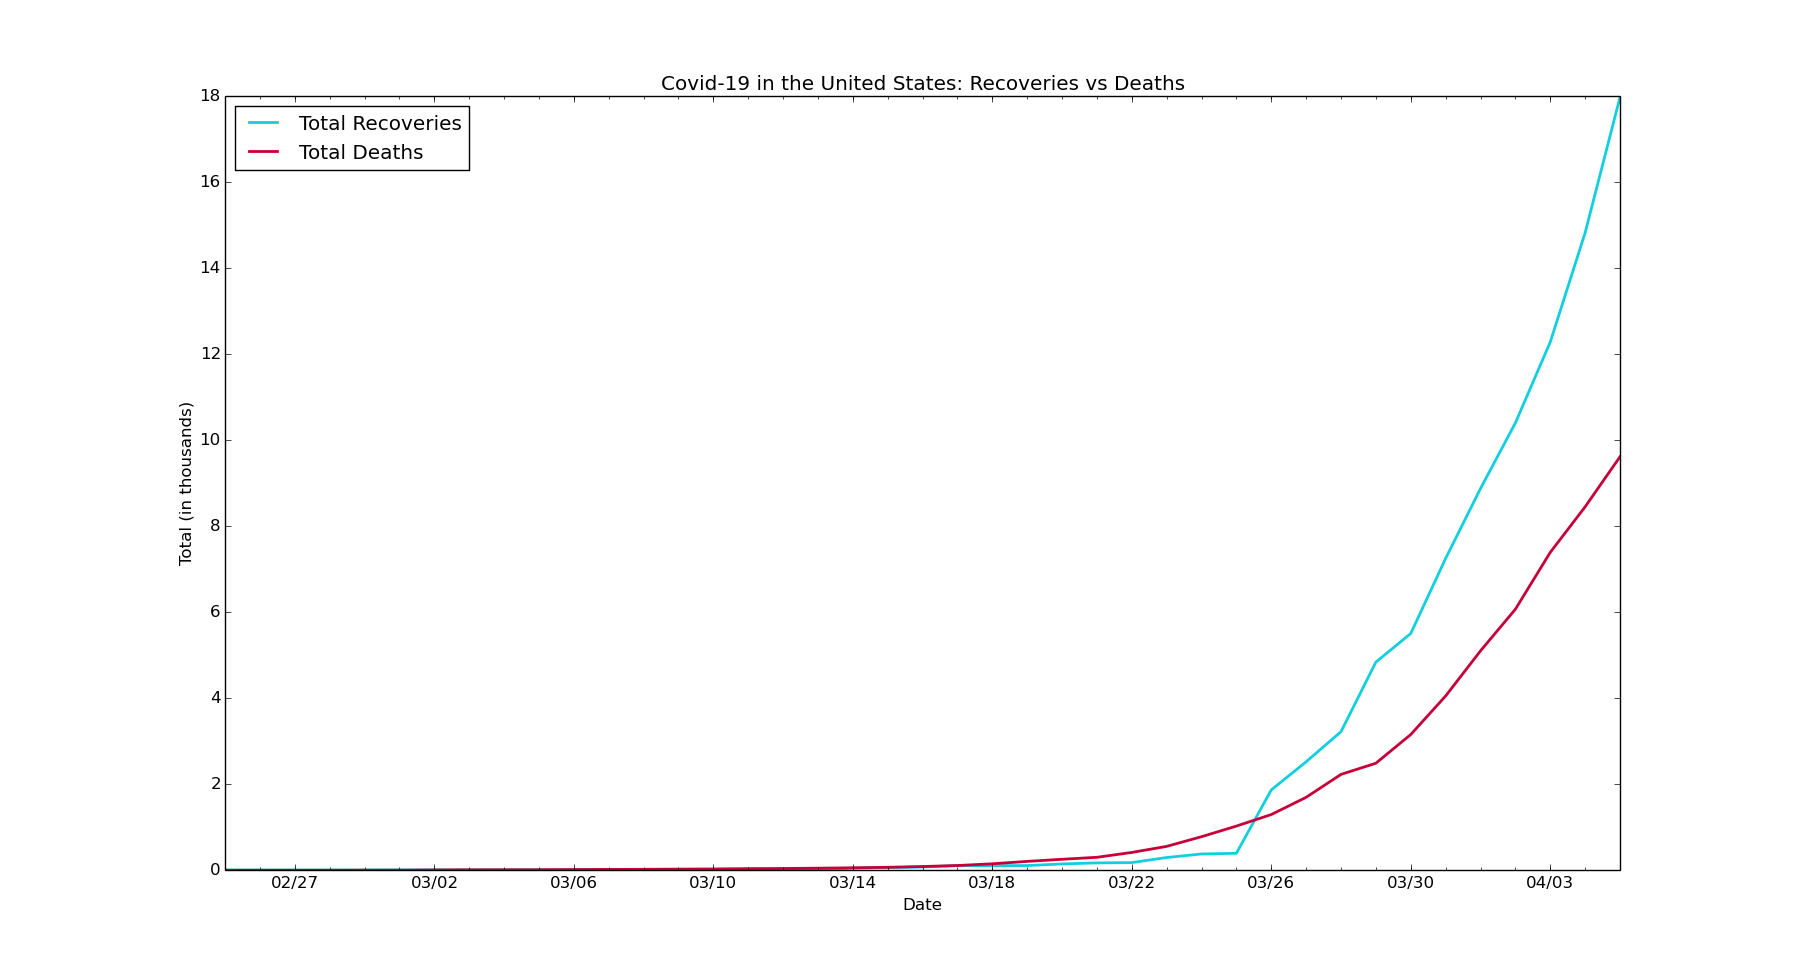 Covid-19 in the United States: Recoveries vs Deaths
18
16
14
12
10
8
6
4
2
0
Total (in thousands)
Total Recoveries
Total Deaths
02/27 03/02 03/06 03/10 03/14 03/18 03/22 03/26 03/30 04/03
Date